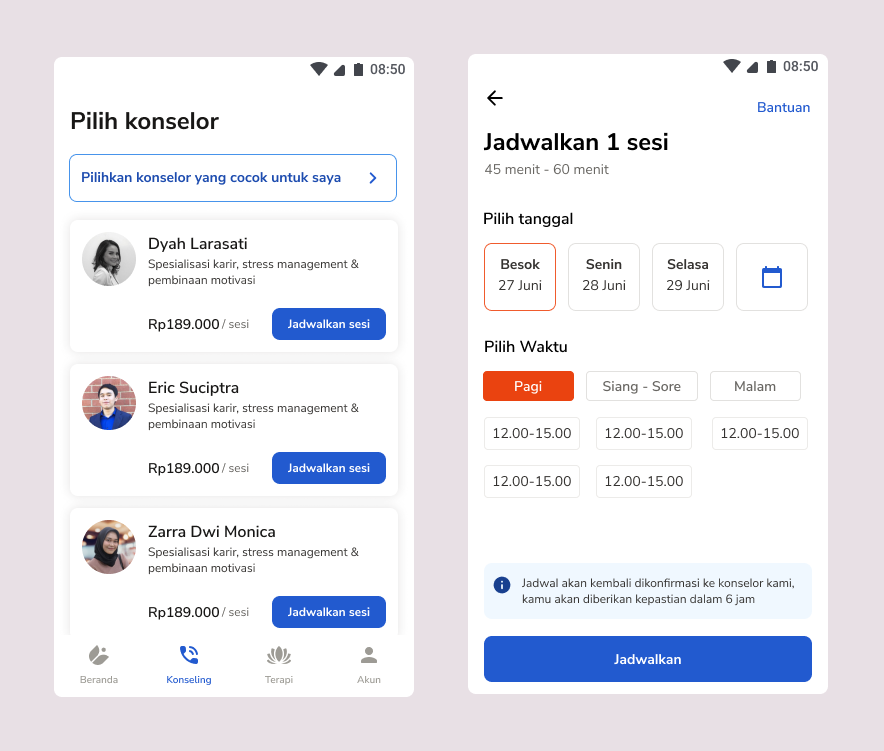 08:50
Pilih konselor
Pilihkan konselor yang cocok untuk saya
Dyah Larasati
Spesialisasi karir, stress management &
pembinaan motivasi
Rp189.000 / sesi
Jadwalkan sesi
Eric Suciptra
Spesialisasi karir, stress management &
pembinaan motivasi
Rp189.000 / sesi
Jadwalkan sesi
Zarra Dwi Monica
Spesialisasi karir, stress management &
pembinaan motivasi
Rp189.000 / sesi
Jadwalkan sesi
Beranda
Konseling
Terapi
Akun
08:50
Bantuan
Jadwalkan 1 sesi
45 menit - 60 menit
Pilih tanggal
Besok
27 Juni
Senin
28 Juni
Selasa
29 Juni
Pilih Waktu
Pagi
Siang - Sore
Malam
12.00-15.00
12.00-15.00
12.00-15.00
12.00-15.00
12.00-15.00
Jadwal akan kembali dikonfirmasi ke konselor kami,
kamu akan diberikan kepastian dalam 6 jam
Jadwalkan